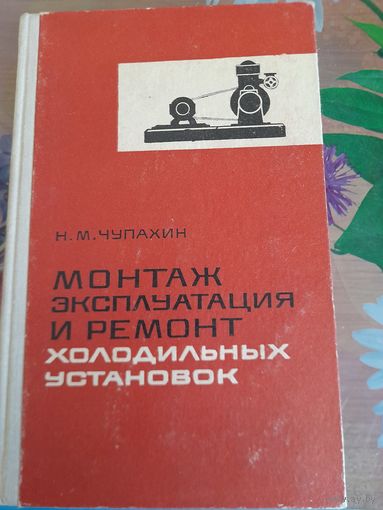 Н.М.ЧУПАХИН
МОНТАЖ
ЭКСПЛУАТАЦИЯ
И РЕМОНТ
ХОЛОДИЛЬНЫХ
УСТАНОВОК